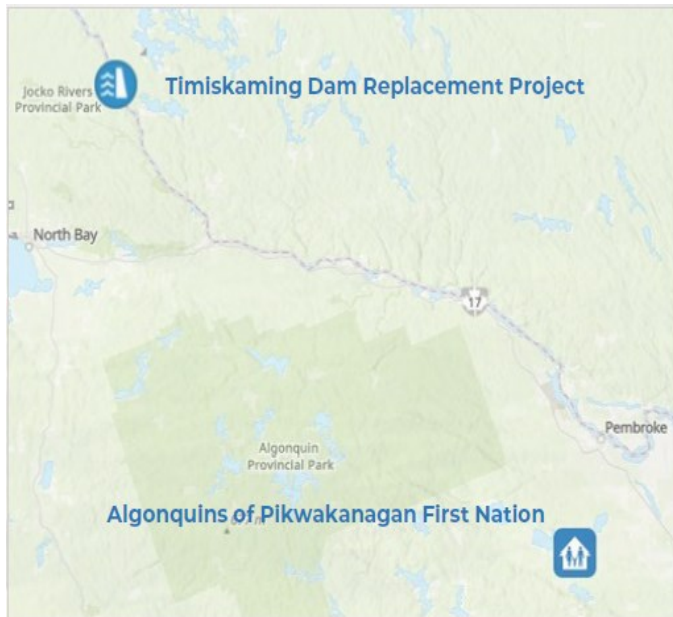 Timiskaming Dam Replacement Project
Jocko Rivers
Provincial Park
North Bay
17
Pembroke
Algonquin
Provincial Park
Algonquins of Pikwakanagan First Nation